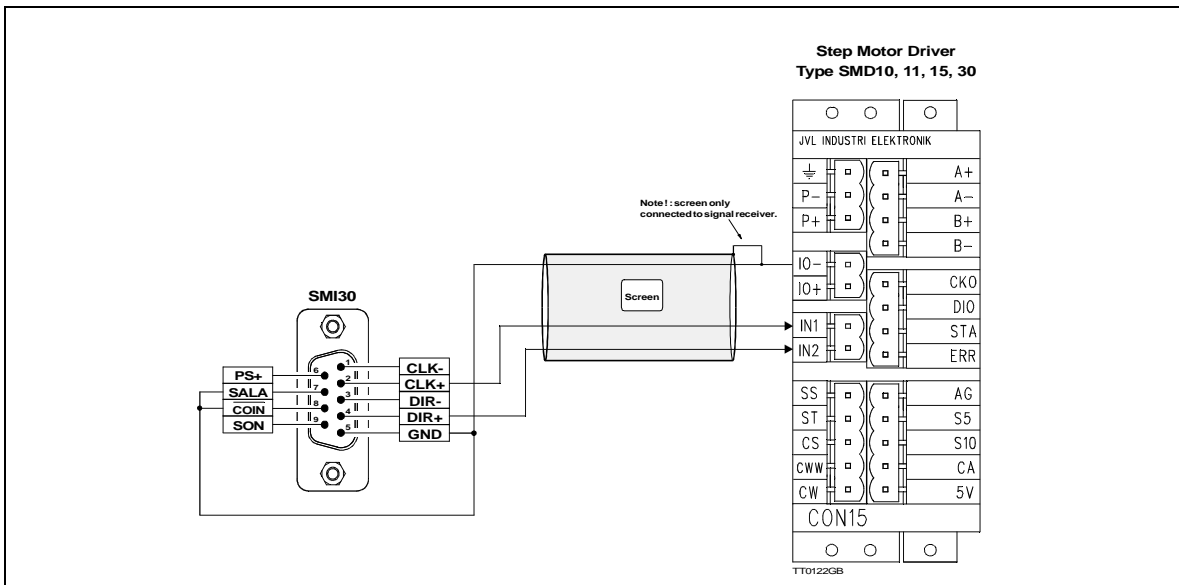 Step Motor Driver
Type SMD10, 11, 15, 30
JVL INDUSTRI ELEKTRONIK
P-
P+
IO-
IO+
IN1
IN2
A+
A-
B+
B-
CKO
DIO
STA
ERR
SS
ST
CS
CWW
CW
AG
S5
S10
CA
5V
CON15
TT0122GB
Note! : screen only
connected to signal receiver.
Screen
SMI30
PS+
SALA
COIN
SON
6
7
8
9
1
2
3
4
5
CLK-
CLK+
DIR-
DIR+
GND